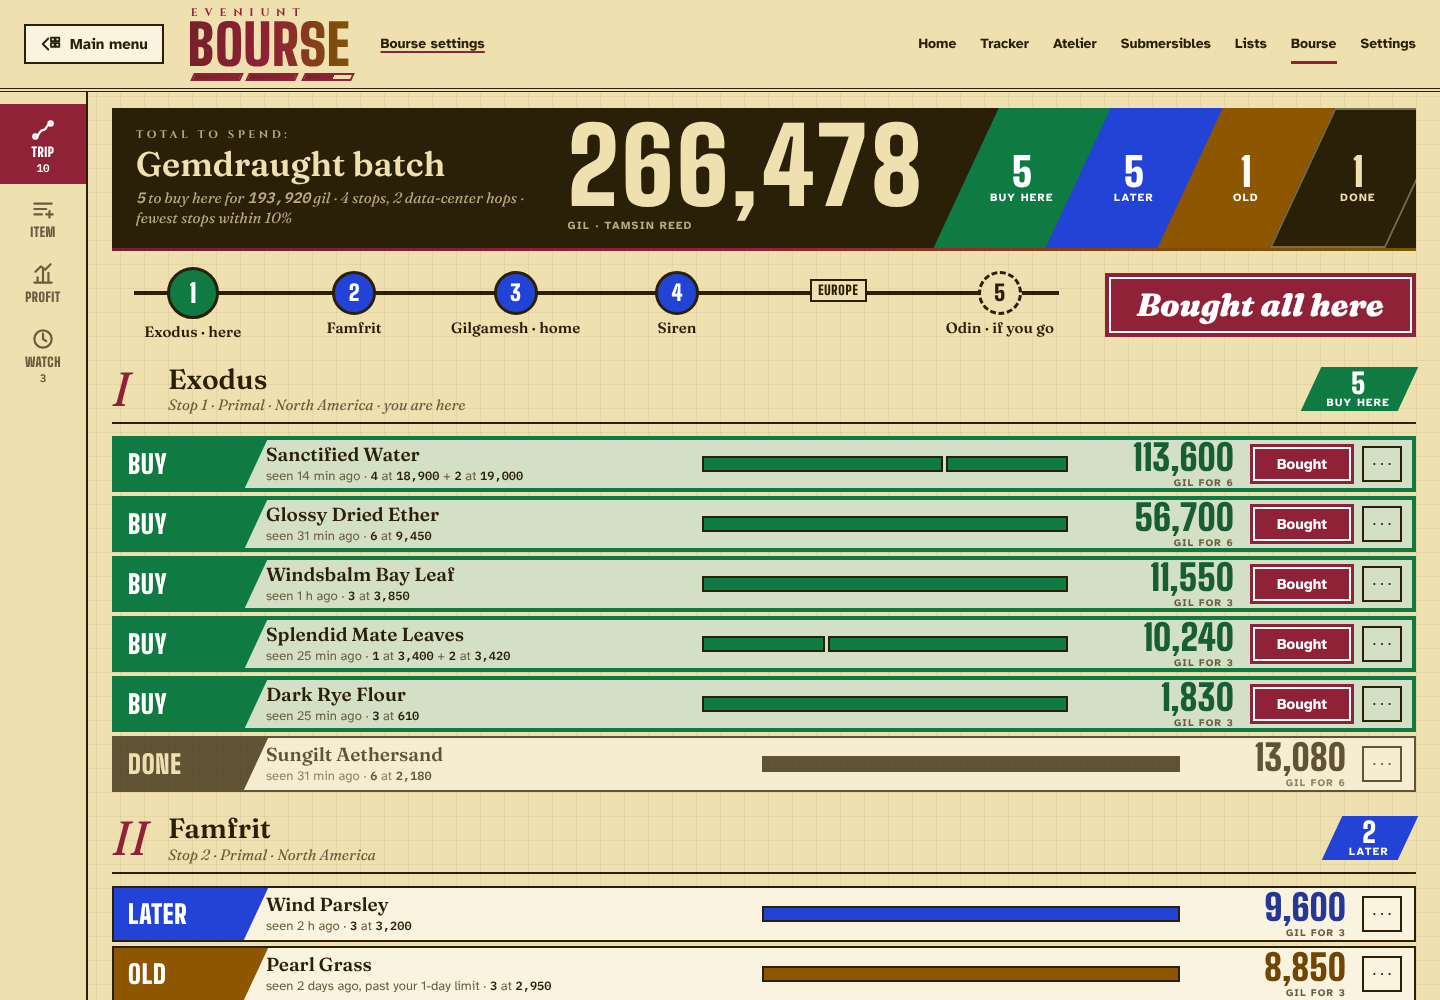 Main menu
EVENIUNT
BOURSE
Bourse settings
Home
Tracker
Atelier
Submersibles
Lists
Bourse
Settings
TRIP
10
ITEM
PROFIT
WATCH
3
TOTAL TO SPEND:
Gemdraught batch
5 to buy here for 193,920 gil · 4 stops, 2 data-center hops ·
fewest stops within 10%
266,478
GIL · TAMSIN REED
5
BUY HERE
5
LATER
1
OLD
1
DONE
1
Exodus · here
2
Famfrit
3
Gilgamesh · home
4
Siren
EUROPE
5
Odin · if you go
Bought all here
I
Exodus
Stop 1 · Primal · North America · you are here
5
BUY HERE
BUY
Sanctified Water
seen 14 min ago · 4 at 18,900 + 2 at 19,000
113,600
GIL FOR 6
Bought
...
BUY
Glossy Dried Ether
seen 31 min ago · 6 at 9,450
56,700
GIL FOR 6
Bought
...
BUY
Windsbalm Bay Leaf
seen 1 h ago · 3 at 3,850
11,550
GIL FOR 3
Bought
...
BUY
Splendid Mate Leaves
seen 25 min ago · 1 at 3,400 + 2 at 3,420
10,240
GIL FOR 3
Bought
...
BUY
Dark Rye Flour
seen 25 min ago · 3 at 610
1,830
GIL FOR 3
Bought
...
DONE
Sungilt Aethersand
seen 31 min ago · 6 at 2,180
13,080
GIL FOR 6
...
II
Famfrit
Stop 2 · Primal · North America
2
LATER
LATER
Wind Parsley
seen 2 h ago · 3 at 3,200
9,600
GIL FOR 3
...
OLD
Pearl Grass
seen 2 days ago, past your 1-day limit · 3 at 2,950
8,850
GIL FOR 3
...